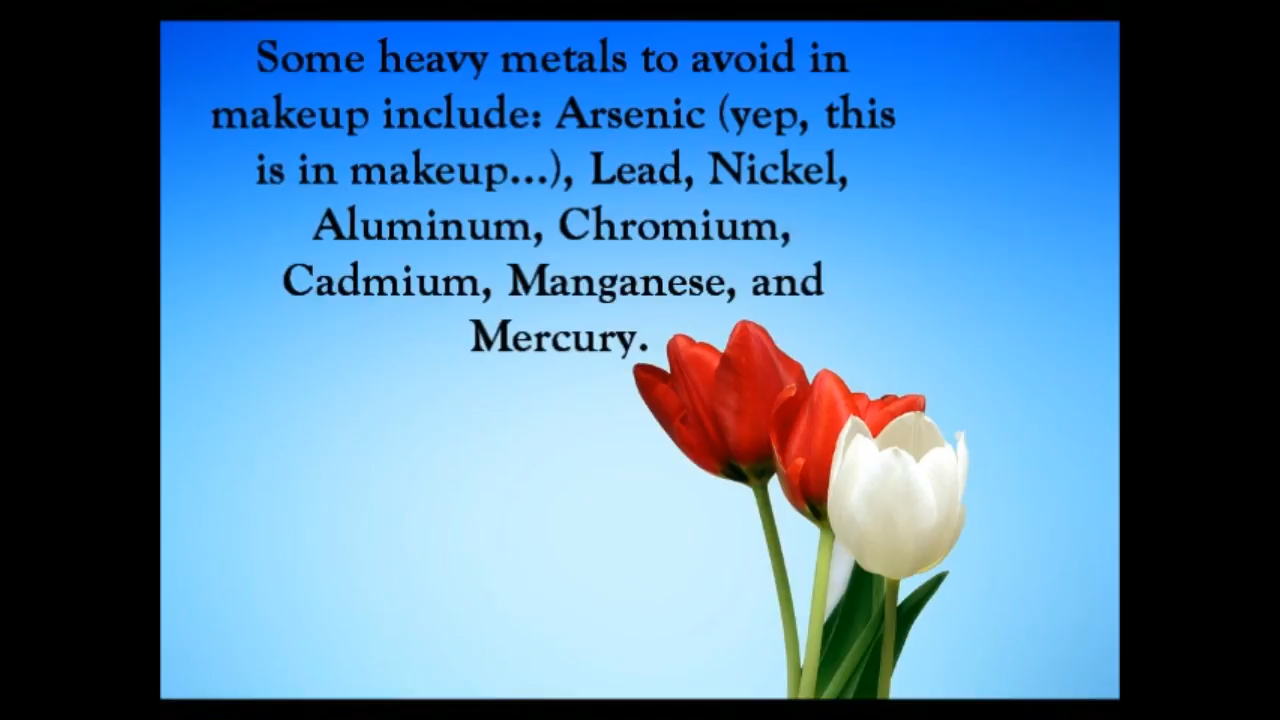 Some heavy metals to avoid in
makeup include: Arsenic (yep, this
is in makeup...), Lead, Nickel,
Aluminum, Chromium,
Cadmium, Manganese, and
Mercury.